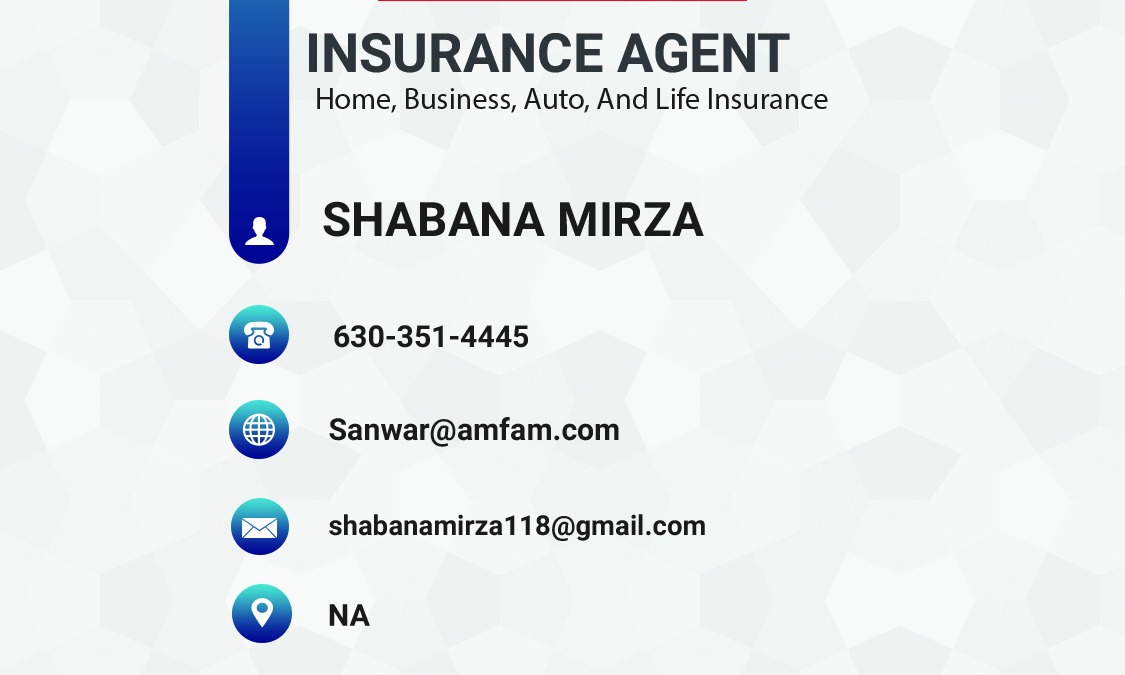 INSURANCE AGENT
Home, Business, Auto, And Life Insurance
SHABANA MIRZA
630-351-4445
Sanwar@amfam.com
shabanamirza118@gmail.com
NA